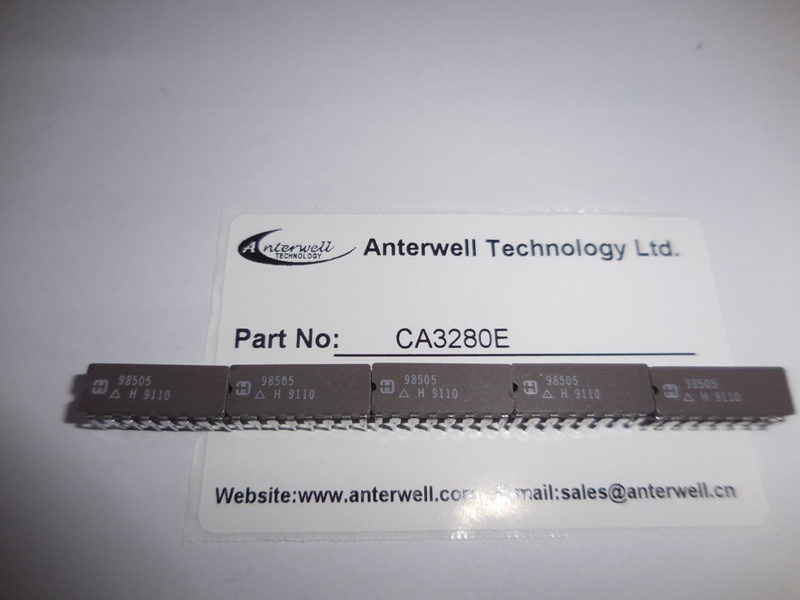 Anterwell
TECHNOLOGY
Anterwell Technology Ltd.
Part No: CA3280E
98505
△ H 9110
98505
△ H 9110
98505
△ H 9110
98505
△ H 9110
98505
△ H 9110
Website:www.anterwell.com E-mail:sales@anterwell.cn